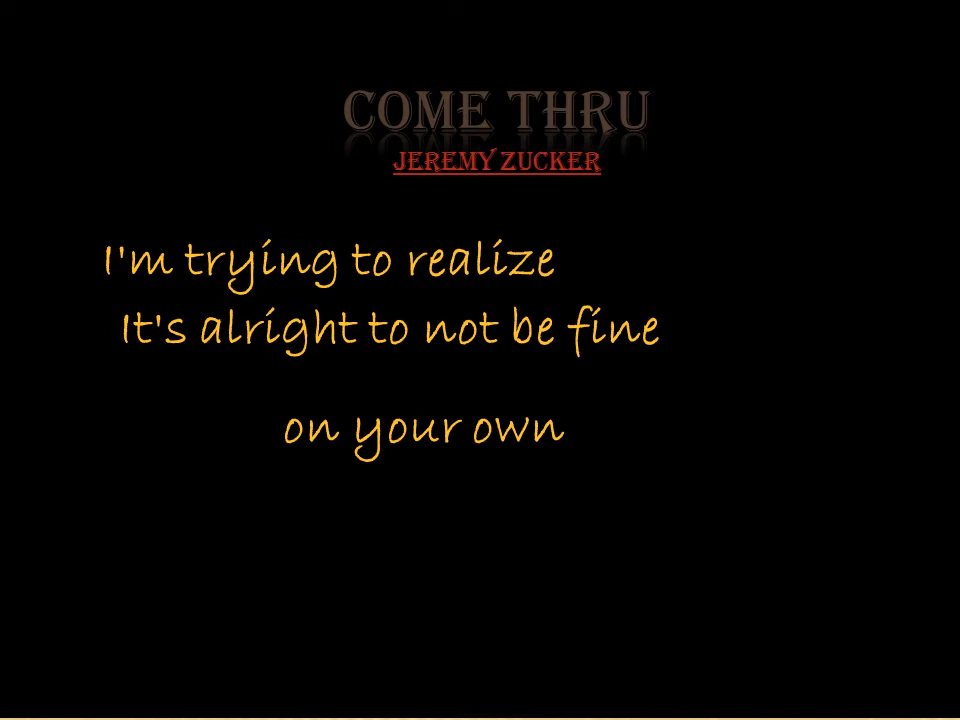 COME THRU
JEREMY ZUCKER
I'm trying to realize
It's alright to not be fine
on your own